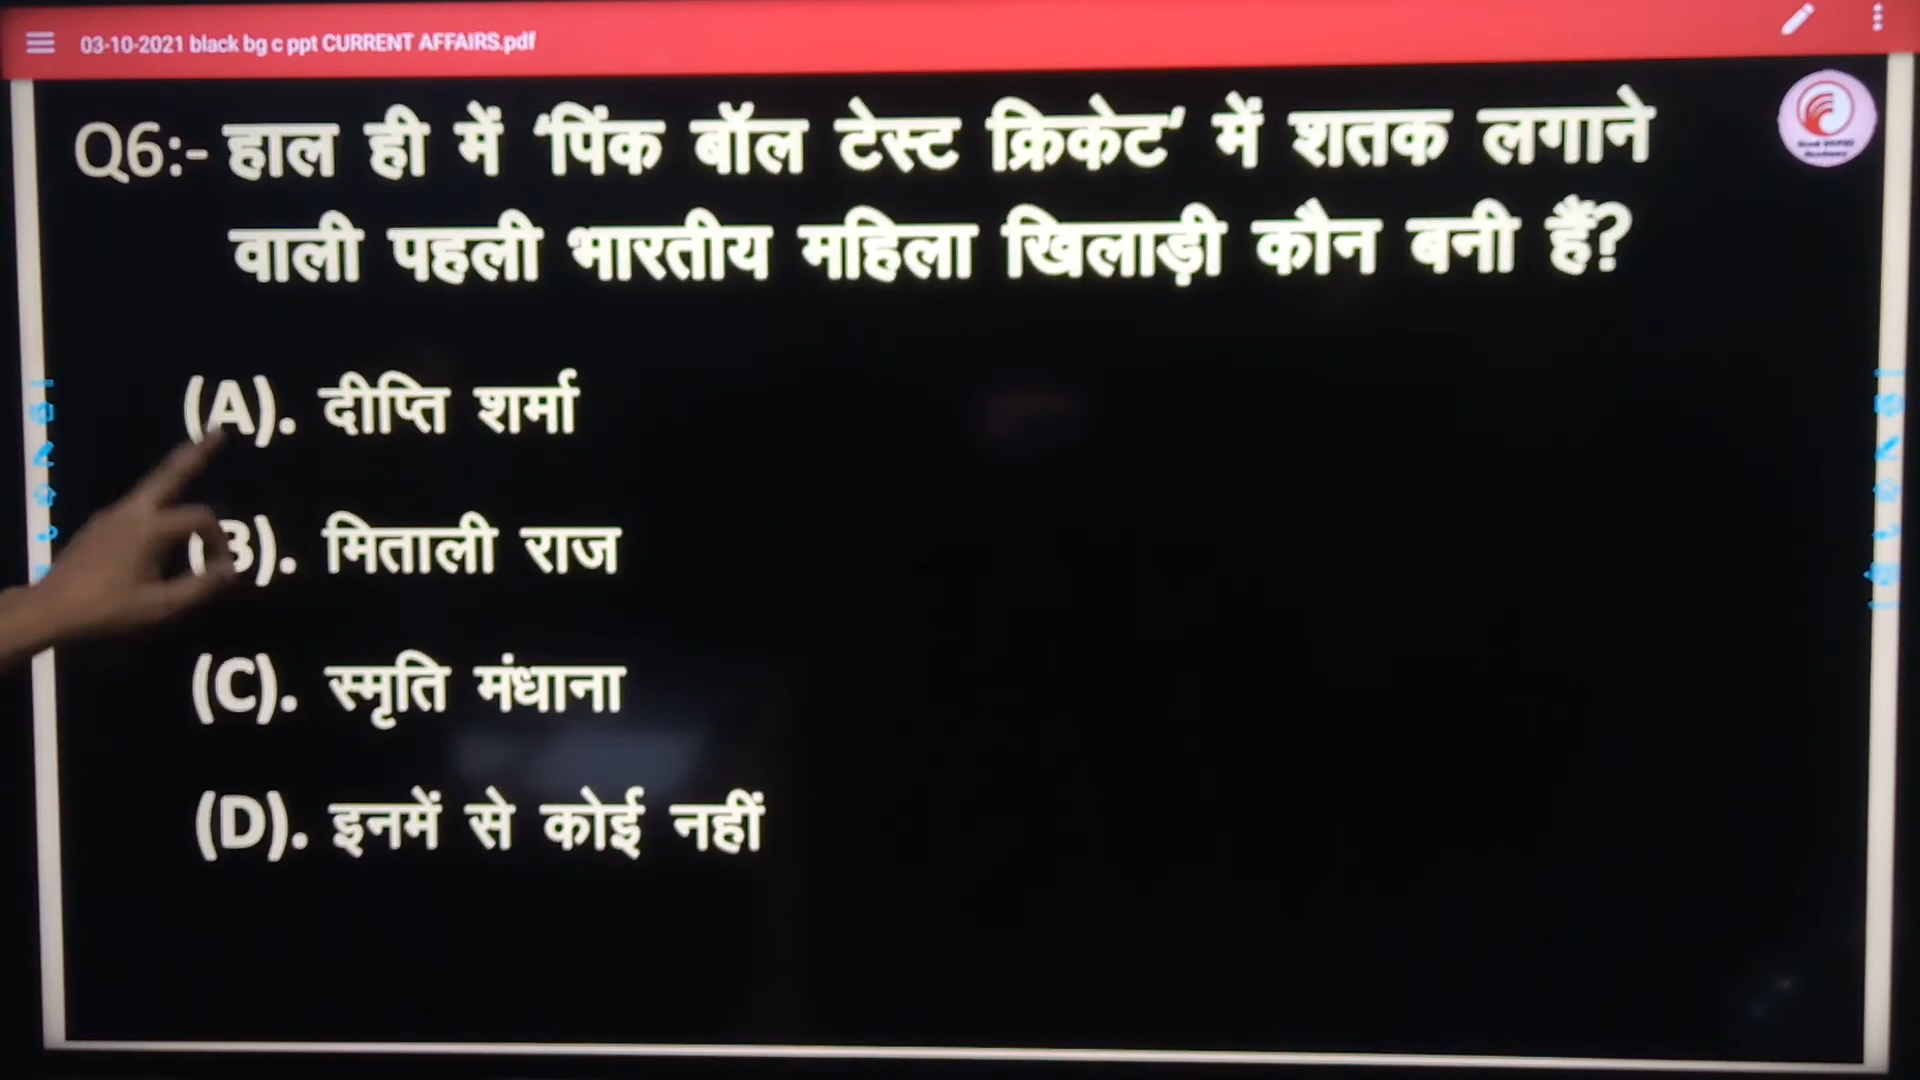 03-10-2021 black bg c ppt CURRENT AFFAIRS.pdf
Q6:- हाल ही में ‘पिंक बॉल टेस्ट क्रिकेट’ में शतक लगाने
वाली पहली भारतीय महिला खिलाड़ी कौन बनी हैं?
(A). दीप्ति शर्मा
(B). मिताली राज
(C). स्मृति मंधाना
(D). इनमें से कोई नहीं